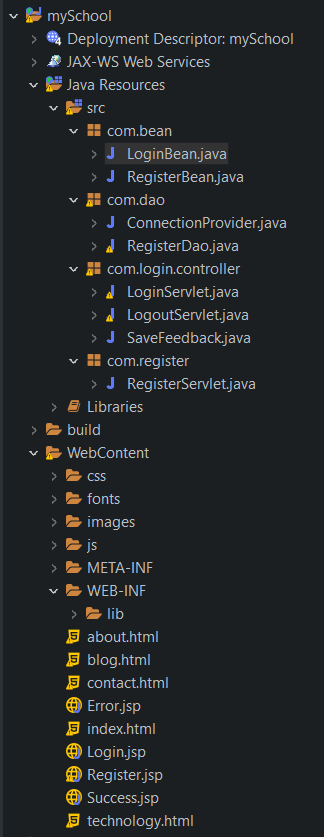 mySchool
Deployment Descriptor: mySchool
JAX-WS Web Services
Java Resources
src
com.bean
LoginBean.java
RegisterBean.java
com.dao
ConnectionProvider.java
RegisterDao.java
com.login.controller
LoginServlet.java
LogoutServlet.java
SaveFeedback.java
com.register
RegisterServlet.java
Libraries
build
WebContent
css
fonts
images
js
META-INF
WEB-INF
lib
about.html
blog.html
contact.html
Error.jsp
index.html
Login.jsp
Register.jsp
Success.jsp
technology.html